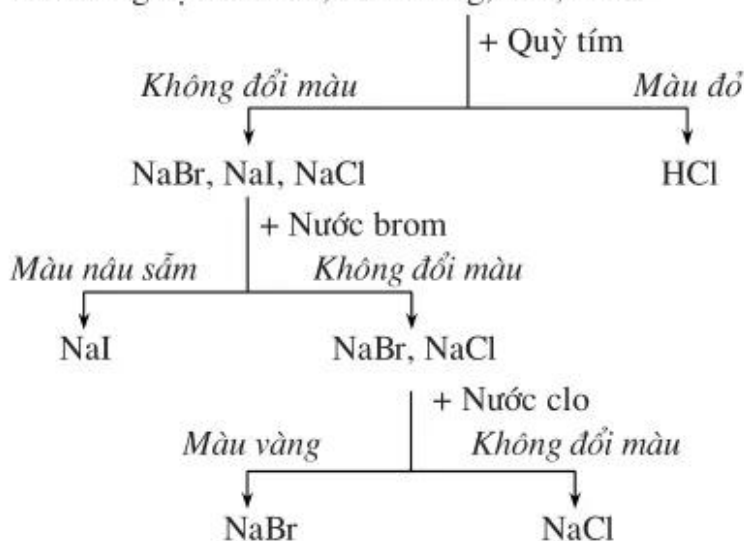 + Quỳ tím
Không đổi màu Màu đỏ
NaBr, NaI, NaCl HCl
+ Nước brom
Màu nâu sẫm Không đổi màu
NaI NaBr, NaCl
+ Nước clo
Màu vàng Không đổi màu
NaBr NaCl